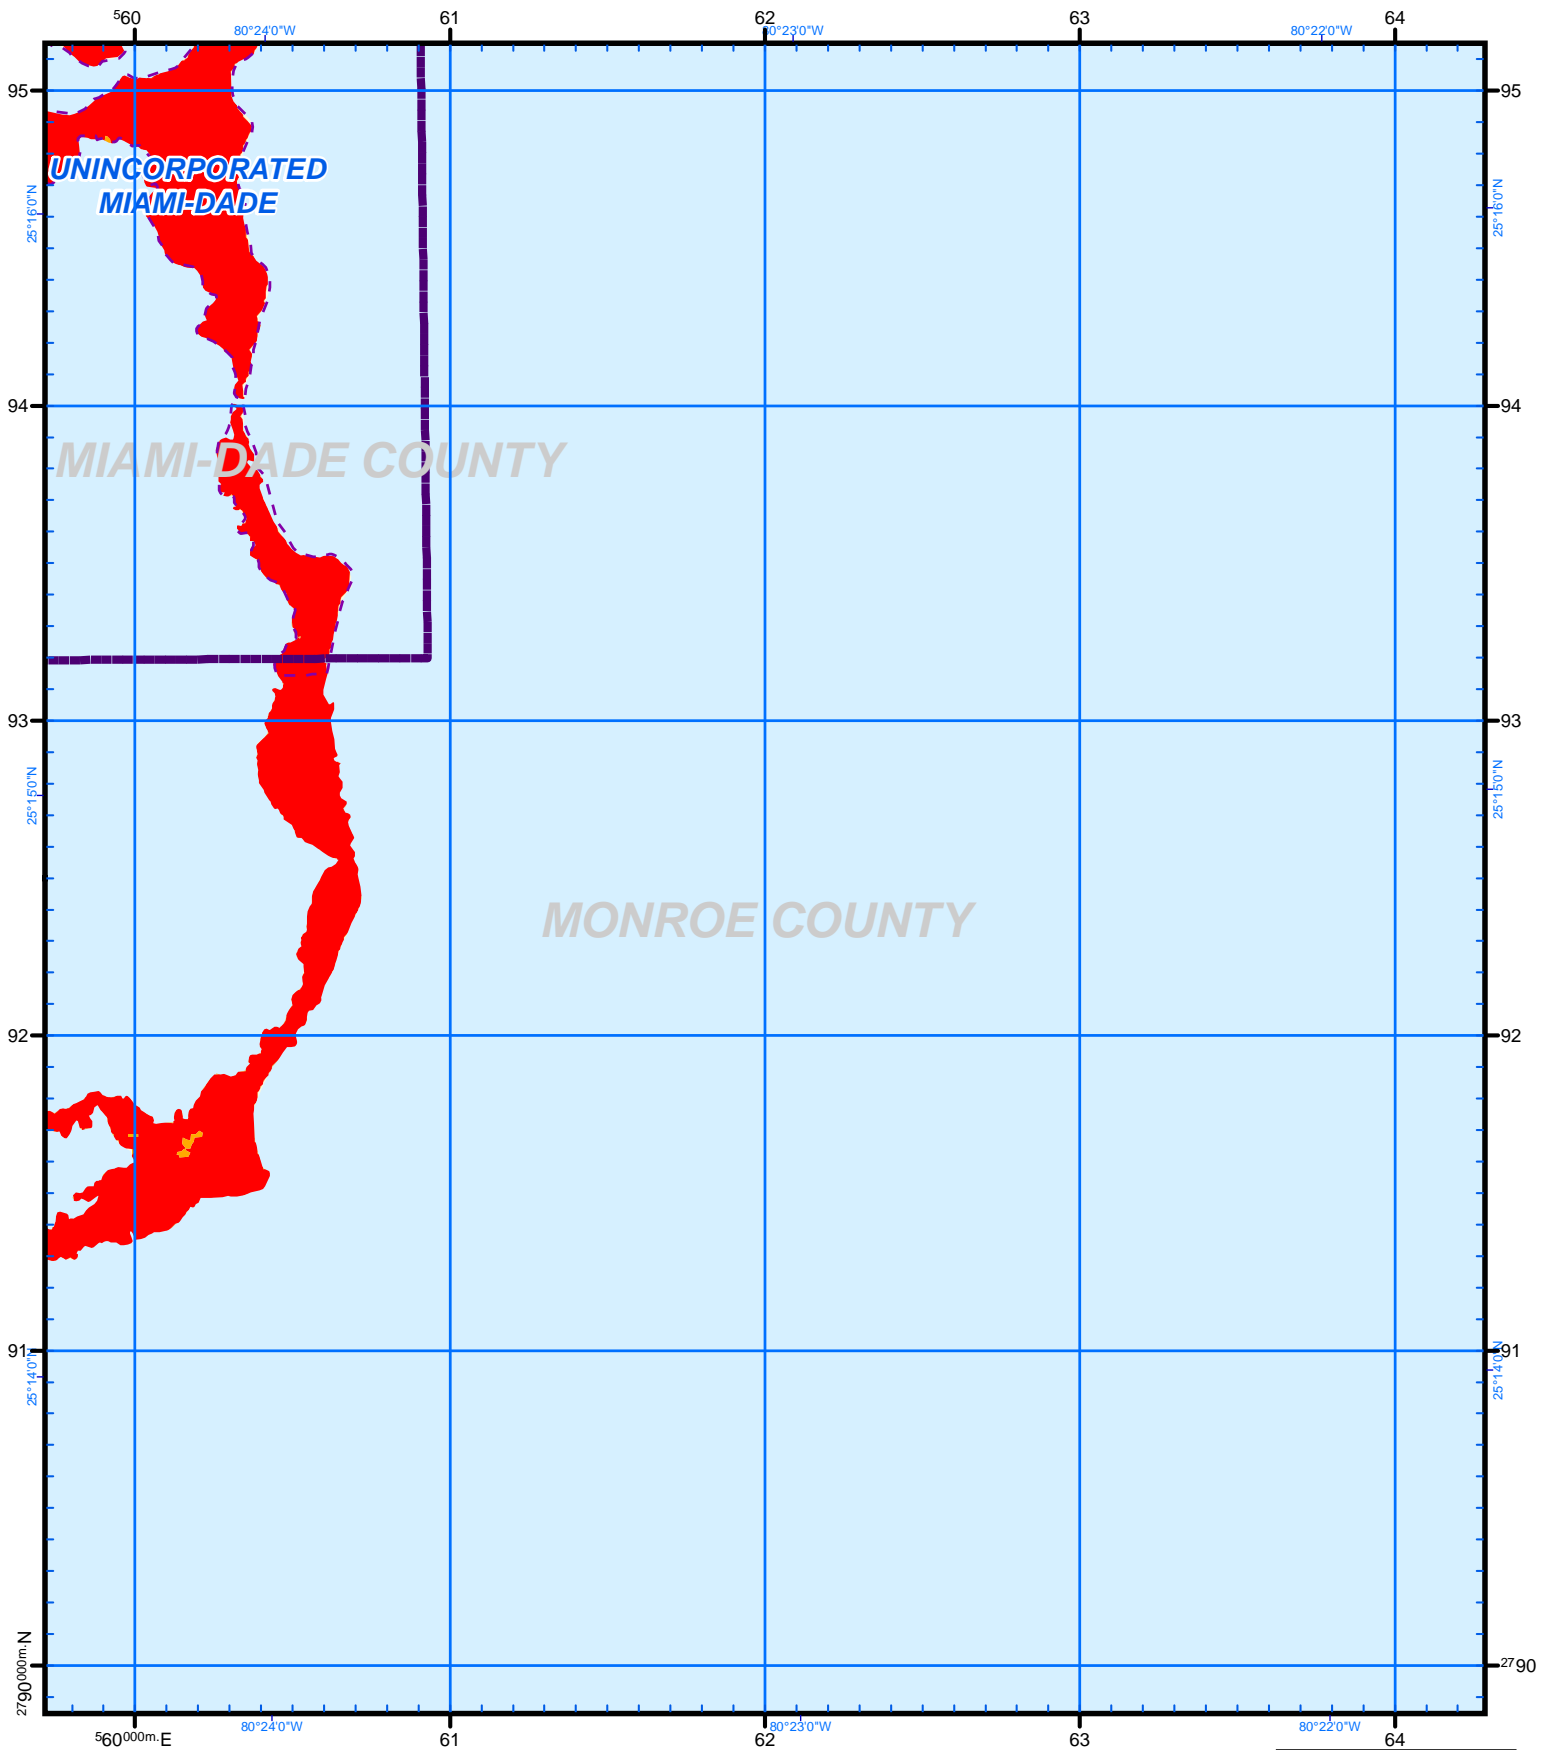 ⁵60
61
62
63
64
80°24'0"W
80°23'0"W
80°22'0"W
95
95
UNINCORPORATED
MIAMI-DADE
25°16'0"N
25°16'0"N
94
94
MIAMI-DADE COUNTY
93
93
25°15'0"N
25°15'0"N
MONROE COUNTY
92
92
91
91
25°14'0"N
25°14'0"N
²⁷90⁰⁰⁰ᵐ·N
²⁷90
80°24'0"W
80°23'0"W
80°22'0"W
⁵60⁰⁰⁰ᵐ·E
61
62
63
64